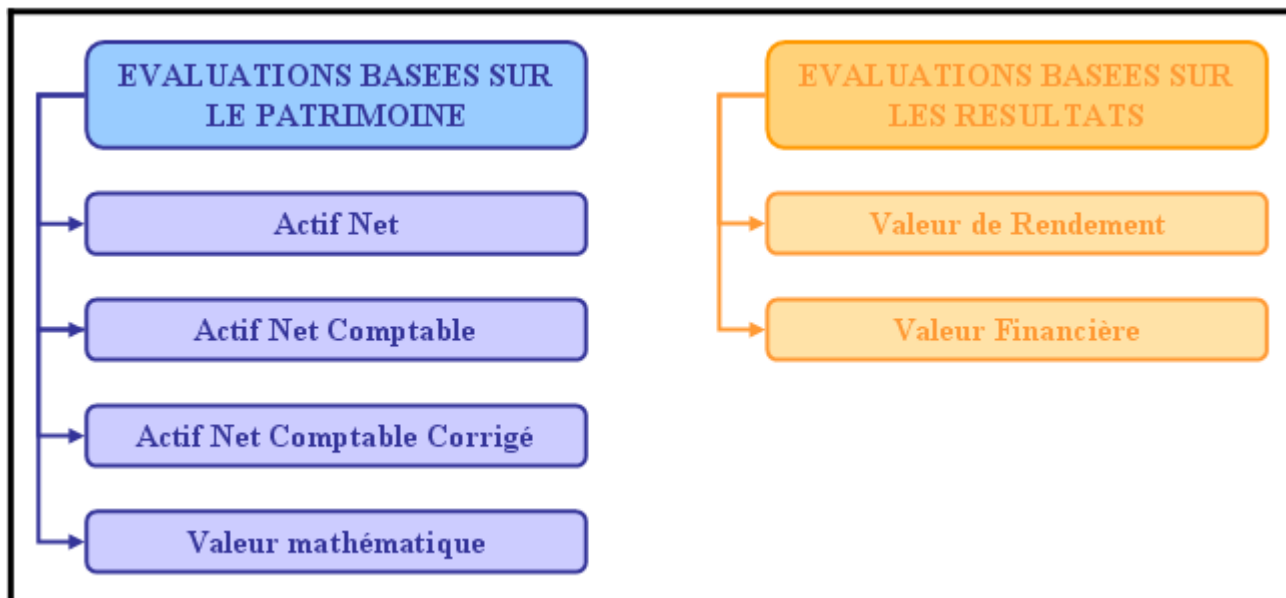 EVALUATIONS BASEES SUR
LE PATRIMOINE
Actif Net
Actif Net Comptable
Actif Net Comptable Corrigé
Valeur mathématique
EVALUATIONS BASEES SUR
LES RESULTATS
Valeur de Rendement
Valeur Financière